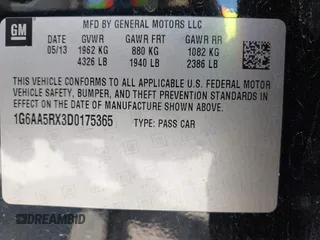 GM
MFD BY GENERAL MOTORS LLC
DATE GVWR GAWR FRT GAWR RR
05/13 1962 KG 880 KG 1082 KG
4326 LB 1940 LB 2386 LB
THIS VEHICLE CONFORMS TO ALL APPLICABLE U.S. FEDERAL MOTOR
VEHICLE SAFETY, BUMPER, AND THEFT PREVENTION STANDARDS
IN EFFECT ON THE DATE OF MANUFACTURE SHOWN ABOVE.
1G6AA5RX3D0175365 TYPE: PASS CAR
DREAMBID